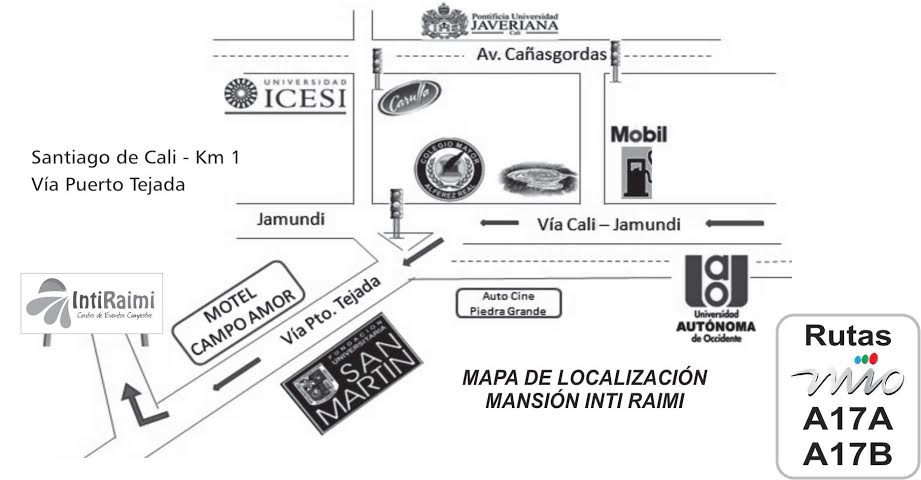 Pontificia Universidad
JAVERIANA
Cali
Av. Cañasgordas
UNIVERSIDAD
ICESI
Carulla
Santiago de Cali - Km 1
Vía Puerto Tejada
COLEGIO MAYOR
ALFEREZ REAL
Mobil
Jamundi
Vía Cali – Jamundi
IntiRaimi
Centro de Eventos Campestre
MOTEL
CAMPO AMOR
Vía Pto. Tejada
Auto Cine
Piedra Grande
uao
Universidad
AUTÓNOMA
de Occidente
FUNDACION
UNIVERSITARIA
SAN
MARTIN
MAPA DE LOCALIZACIÓN
MANSIÓN INTI RAIMI
Rutas
mio
A17A
A17B